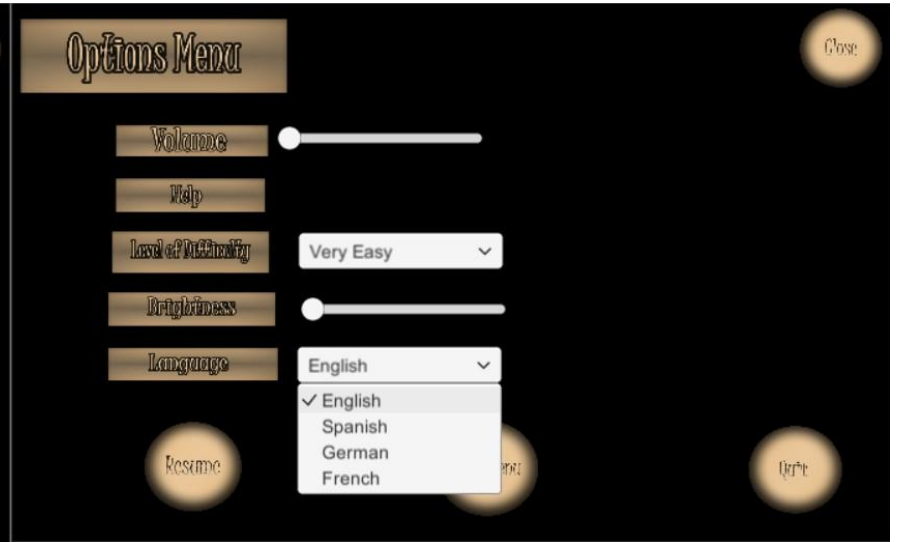 Options Menu
Close
Volume
Help
Level of Difficulty
Very Easy
Brightness
Language
English
English
Spanish
German
French
Resume
Quit